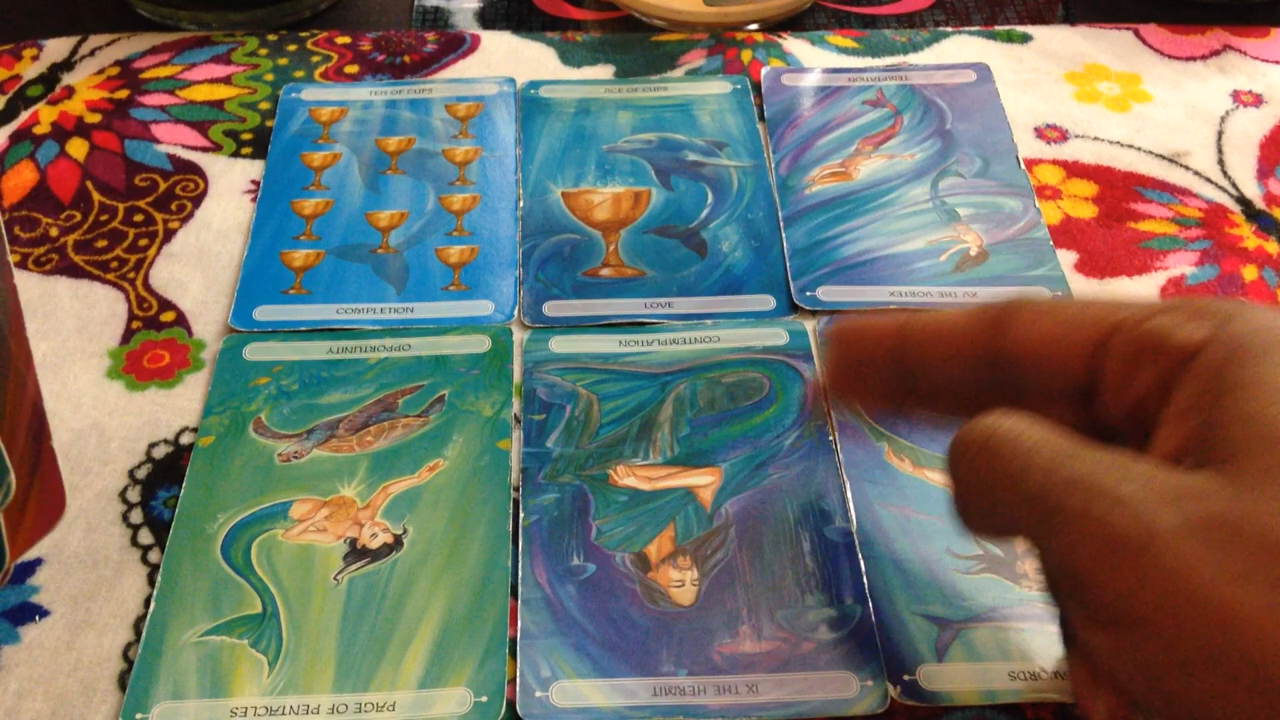 TEN OF CUPS
COMPLETION
ACE OF CUPS
LOVE
TEMPTATION
XV THE VORTEX
OPPORTUNITY
PAGE OF PENTACLES
CONTEMPLATION
IX THE HERMIT
SWORDS